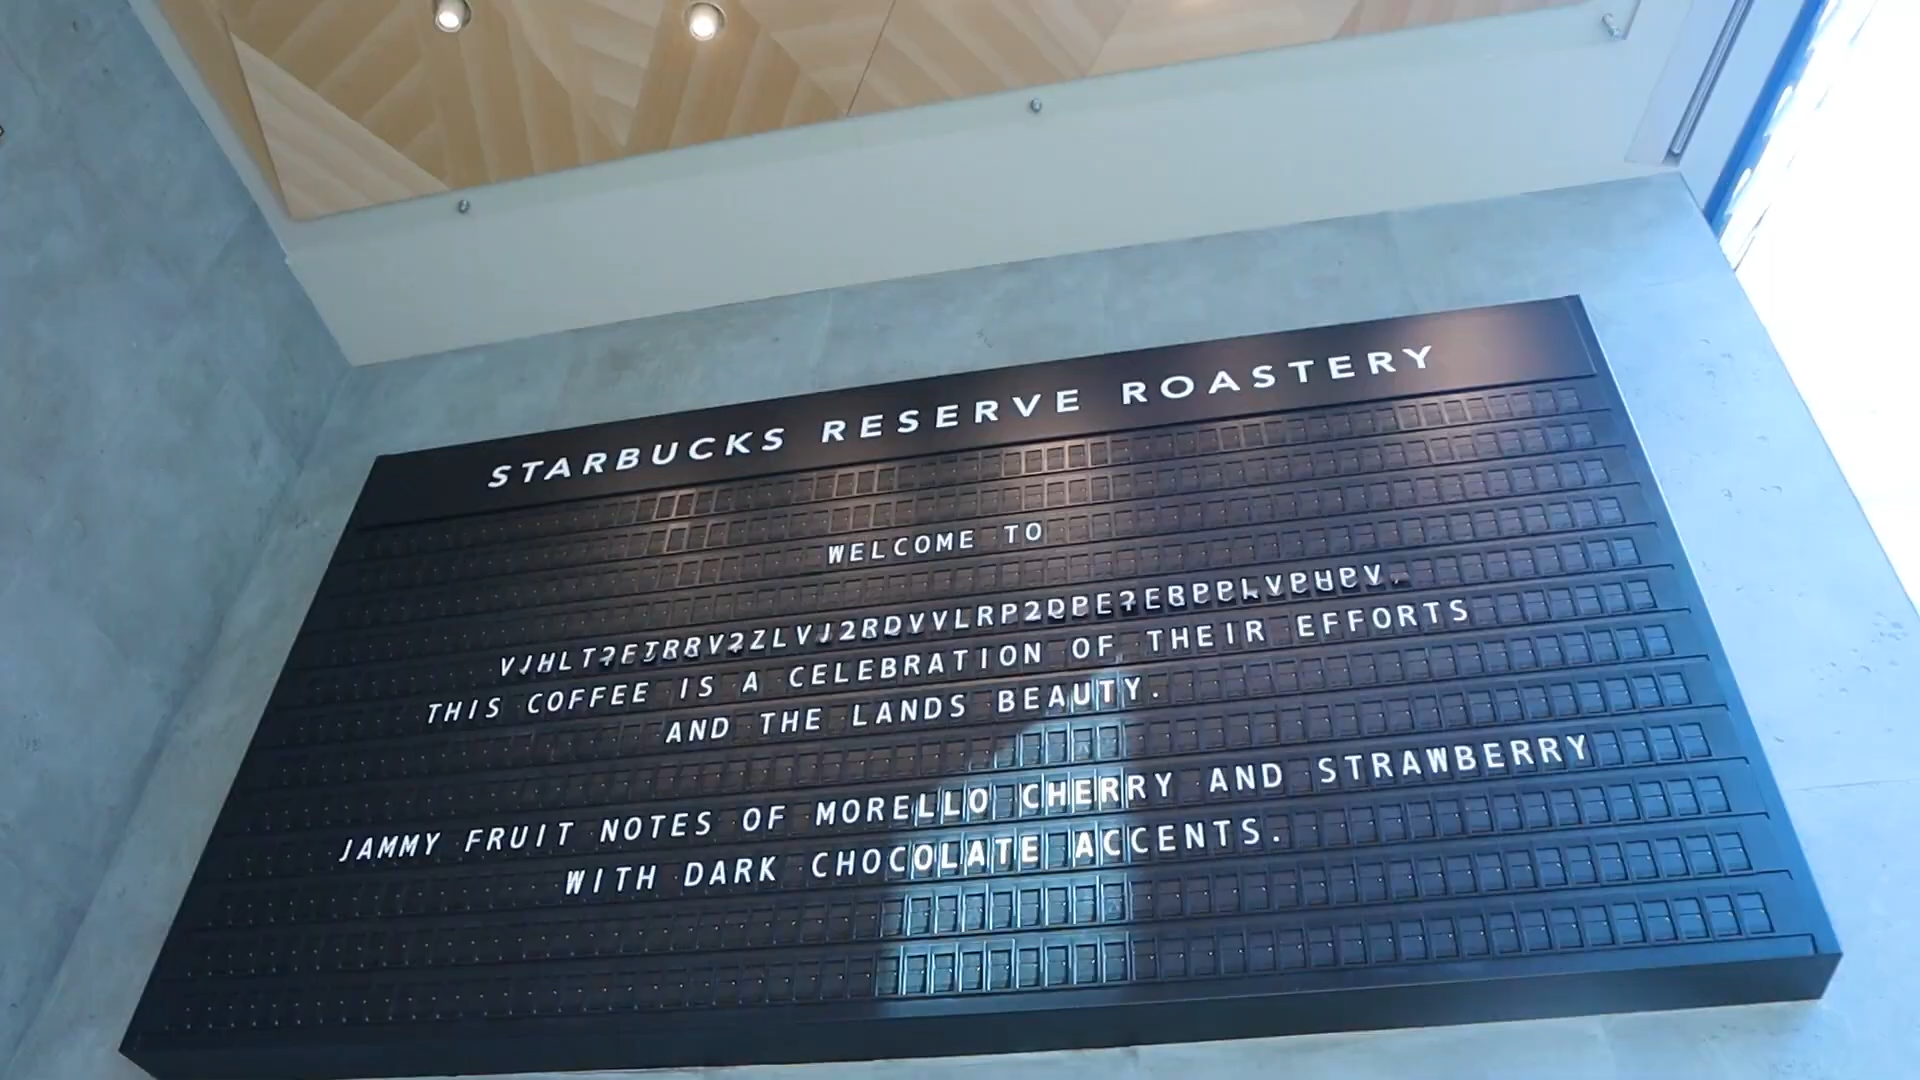 STARBUCKS RESERVE ROASTERY
WELCOME TO
THIS COFFEE IS A CELEBRATION OF THEIR EFFORTS
AND THE LANDS BEAUTY.
JAMMY FRUIT NOTES OF MORELLO CHERRY AND STRAWBERRY
WITH DARK CHOCOLATE ACCENTS.